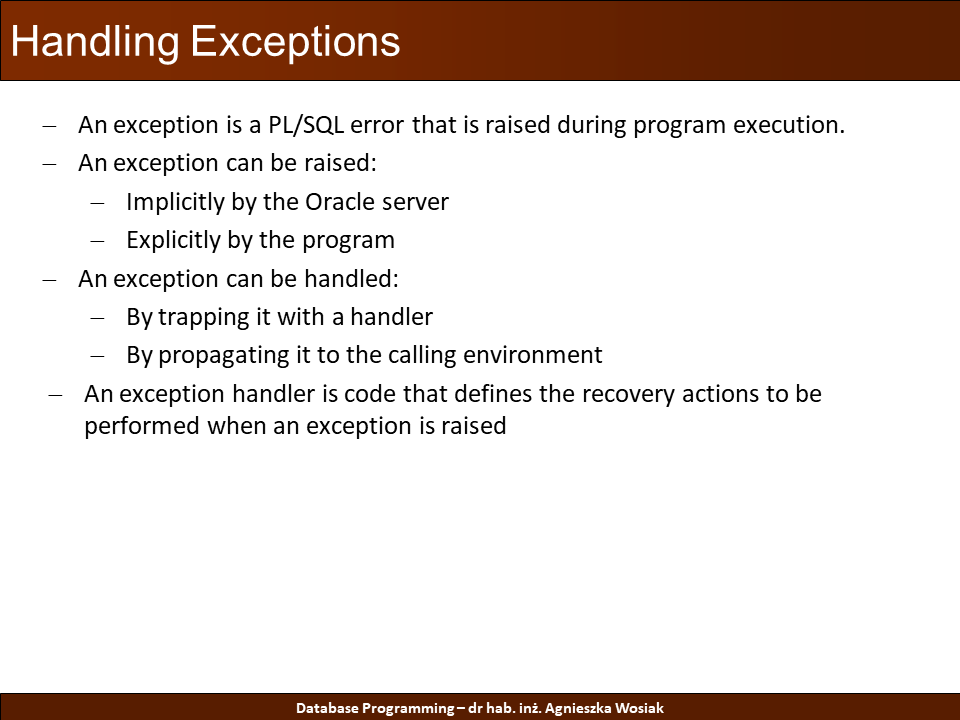 Handling Exceptions
– An exception is a PL/SQL error that is raised during program execution.
– An exception can be raised:
– Implicitly by the Oracle server
– Explicitly by the program
– An exception can be handled:
– By trapping it with a handler
– By propagating it to the calling environment
– An exception handler is code that defines the recovery actions to be
performed when an exception is raised
Database Programming – dr hab. inż. Agnieszka Wosiak